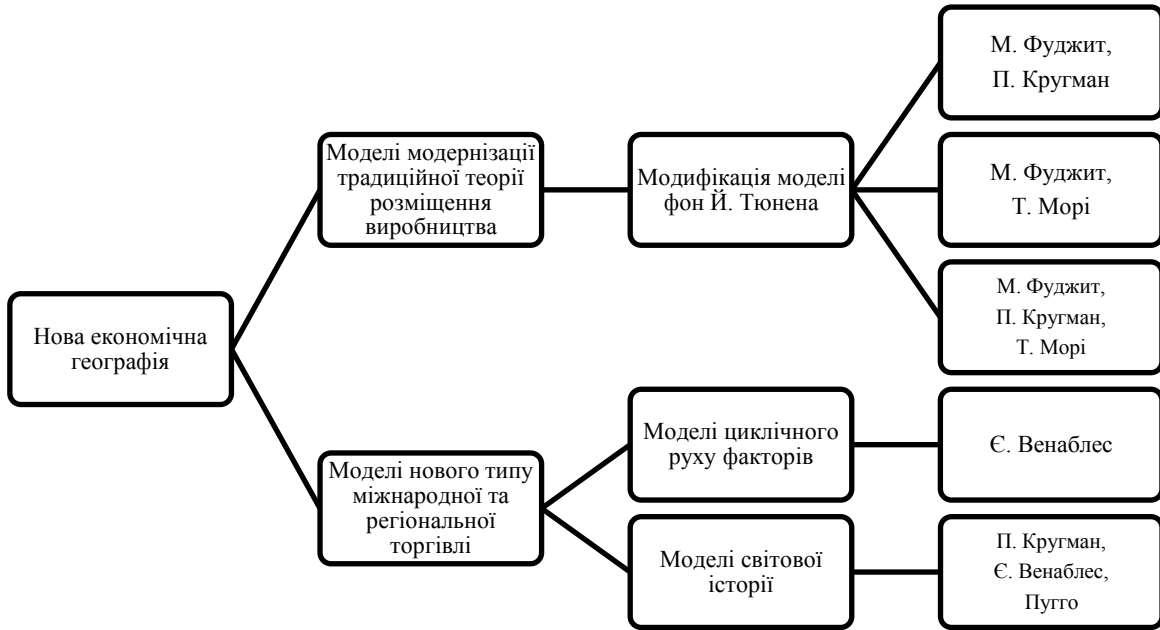 Нова економічна
географія
Моделі модернізації
традиційної теорії
розміщення
виробництва
Модифікація моделі
фон Й. Тюнена
М. Фуджит,
П. Кругман
М. Фуджит,
Т. Морі
М. Фуджит,
П. Кругман,
Т. Морі
Моделі нового типу
міжнародної та
регіональної
торгівлі
Моделі циклічного
руху факторів
Є. Венаблес
Моделі світової
історії
П. Кругман,
Є. Венаблес,
Пугго